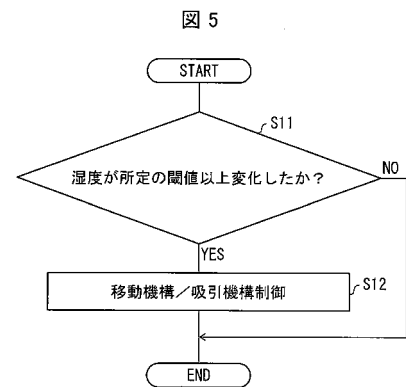 図 5
START
S11
湿度が所定の閾値以上変化したか？
NO
YES
移動機構／吸引機構制御
S12
END